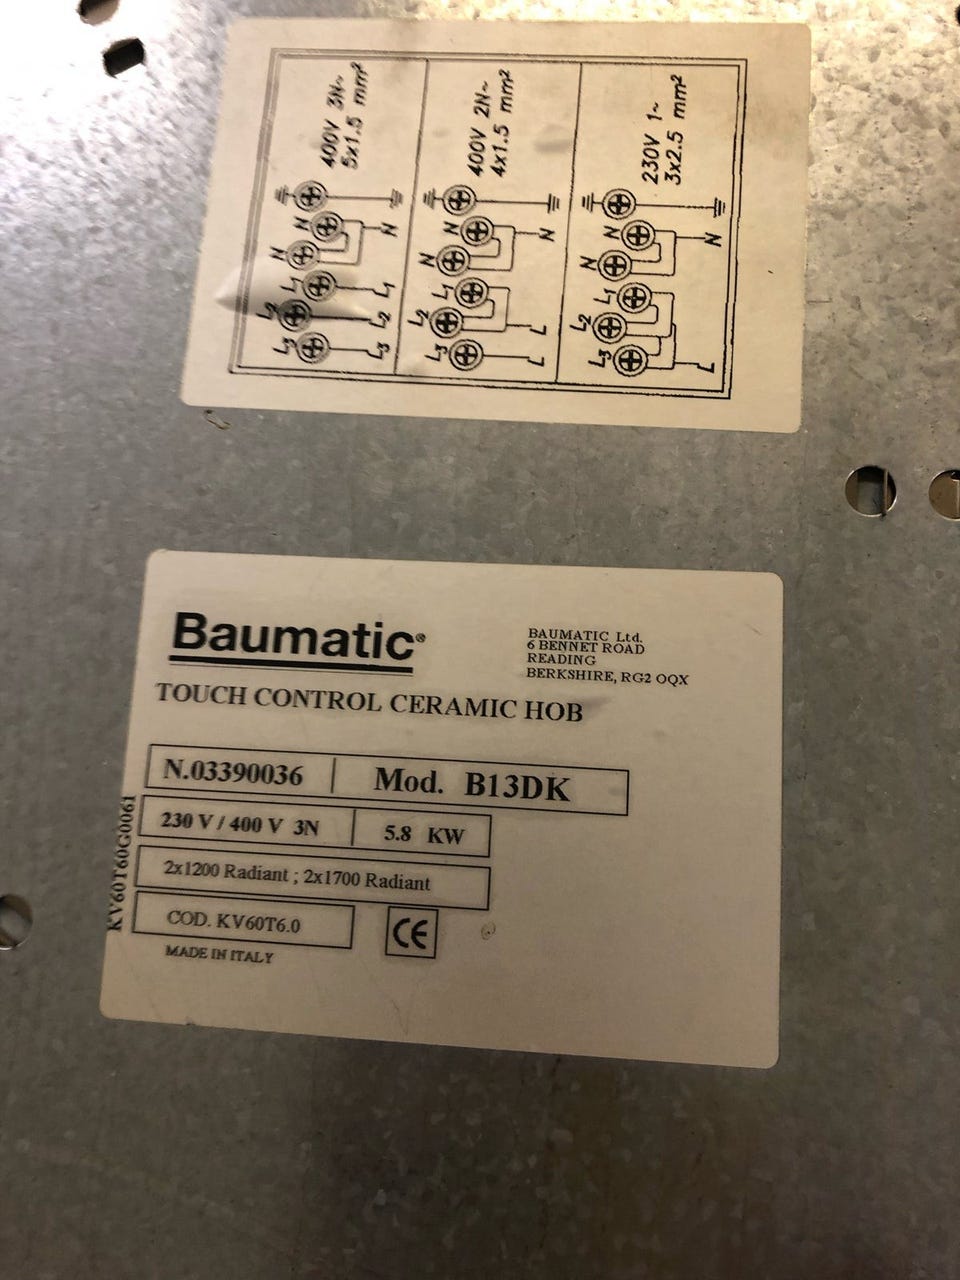 400V 3N~
5x1.5 mm²
N N L1 L2 L3
N L1 L2 L3
400V 2N~
4x1.5 mm²
N N L1 L2 L3
N L L
230V 1~
3x2.5 mm²
N N L1 L2 L3
N L
Baumatic®
BAUMATIC Ltd.
6 BENNET ROAD
READING
BERKSHIRE, RG2 OQX
TOUCH CONTROL CERAMIC HOB
N.03390036 Mod. B13DK
230 V / 400 V 3N 5.8 KW
2x1200 Radiant ; 2x1700 Radiant
COD. KV60T6.0 CE
MADE IN ITALY
KV60T60G0061